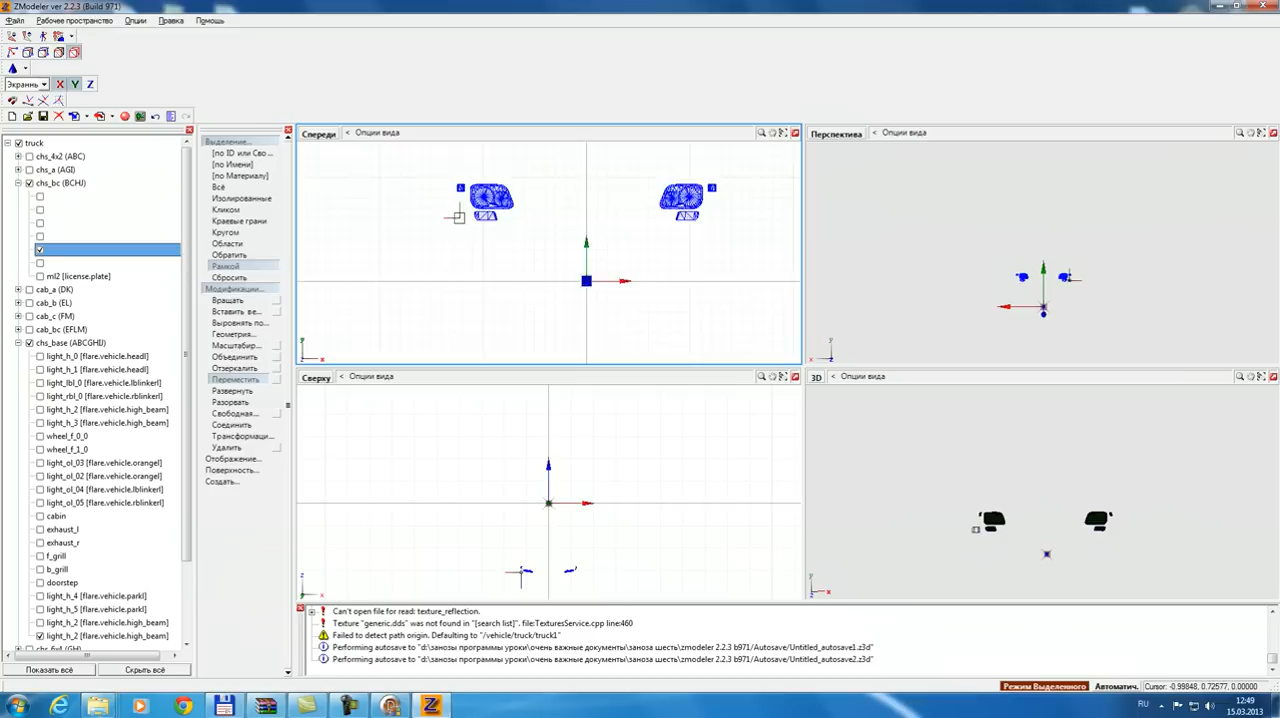 ZModeler ver 2.2.3 (Build 971)
Файл Рабочее пространство Опции Правка Помощь
Экраннь X Y Z
truck
chs_4x2 (ABC)
chs_a (AGI)
chs_bc (BCHJ)
ml2 [license.plate]
cab_a (DK)
cab_b (EL)
cab_c (FM)
cab_bc (EFLM)
chs_base (ABCGHIJ)
light_h_0 [flare.vehicle.headl]
light_h_1 [flare.vehicle.headl]
light_lbl_0 [flare.vehicle.lblinkerl]
light_rbl_0 [flare.vehicle.rblinkerl]
light_h_2 [flare.vehicle.high_beam]
light_h_3 [flare.vehicle.high_beam]
wheel_f_0_0
wheel_f_1_0
light_ol_03 [flare.vehicle.orangel]
light_ol_02 [flare.vehicle.orangel]
light_ol_04 [flare.vehicle.lblinkerl]
light_ol_05 [flare.vehicle.rblinkerl]
cabin
exhaust_l
exhaust_r
f_grill
b_grill
doorstep
light_h_4 [flare.vehicle.parkl]
light_h_5 [flare.vehicle.parkl]
light_h_2 [flare.vehicle.high_beam]
light_h_2 [flare.vehicle.high_beam]
chs_6x4 (GH)
Показать всё Скрыть всё
Выделение...
[по ID или Сво...
[по Имени]
[по Материалу]
Всё
Изолированные
Кликом
Краевые грани
Кругом
Области
Обратить
Рамкой
Сбросить
Модификации...
Вращать
Вставить ве...
Выровнять по...
Геометрия...
Масштабир...
Объединить
Отзеркалить
Переместить
Развернуть
Разорвать
Свободная...
Соединить
Трансформаци...
Удалить
Отображение...
Поверхность...
Создать...
Спереди < Опции вида
Перспектива < Опции вида
Сверху < Опции вида
3D < Опции вида
Can't open file for read: texture_reflection.
Texture "generic.dds" was not found in "[search list]". file:TexturesService.cpp line:460
Failed to detect path origin. Defaulting to "/vehicle/truck/truck1"
Performing autosave to "d:\занозы программы уроки\очень важные документы\заноза шесть\zmodeler 2.2.3 b971/Autosave/Untitled_autosave1.z3d"
Performing autosave to "d:\занозы программы уроки\очень важные документы\заноза шесть\zmodeler 2.2.3 b971/Autosave/Untitled_autosave2.z3d"
Режим Выделенного Автоматич. Cursor: -0.99848, 0.72577, 0.00000
RU 12:49
15.03.2013